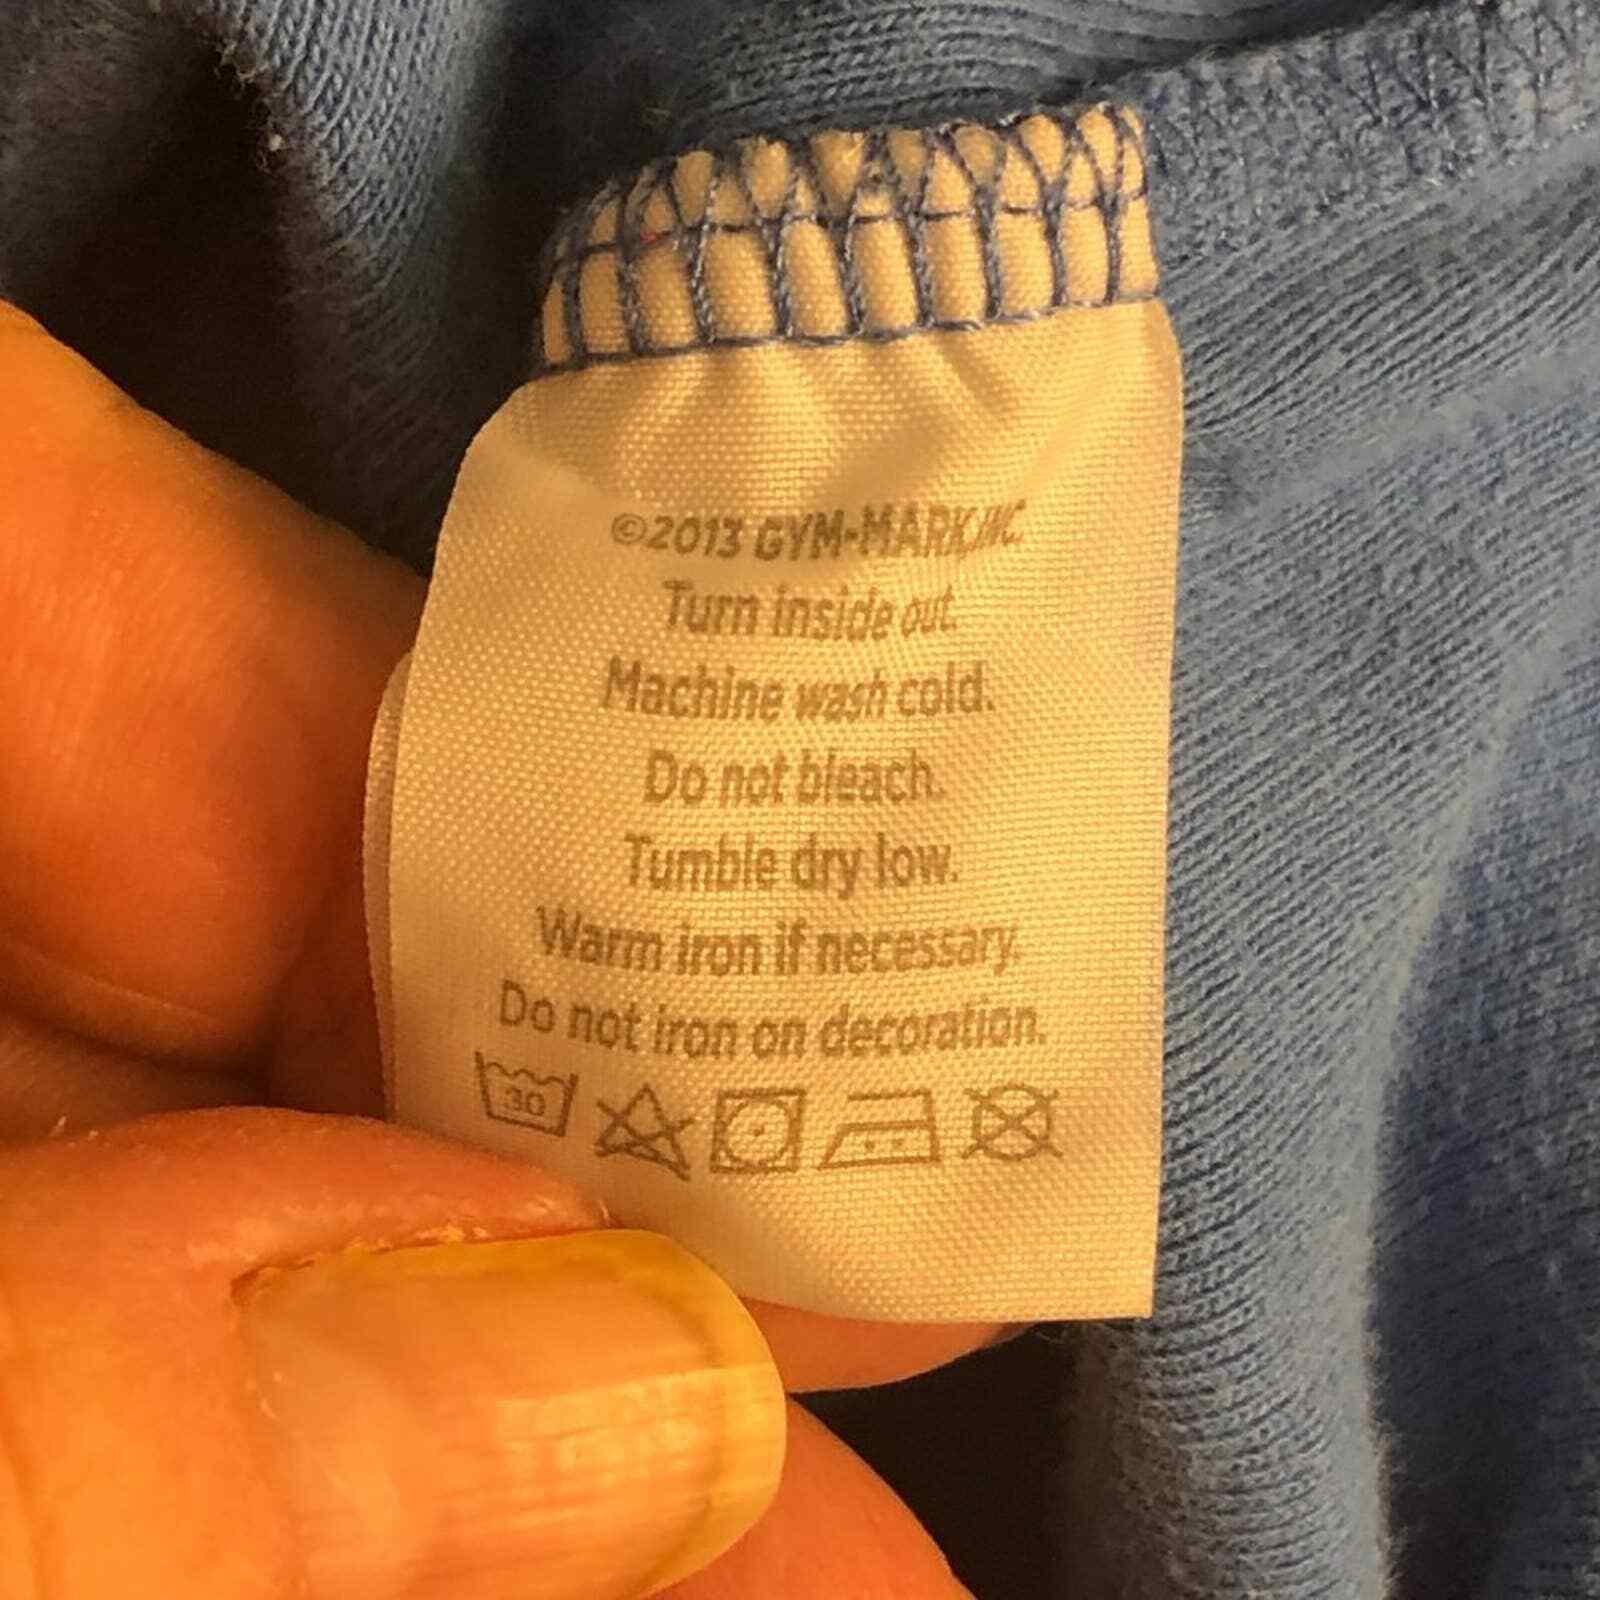 ©2013 GYM-MARK,INC.
Turn inside out.
Machine wash cold.
Do not bleach.
Tumble dry low.
Warm iron if necessary.
Do not iron on decoration.
30